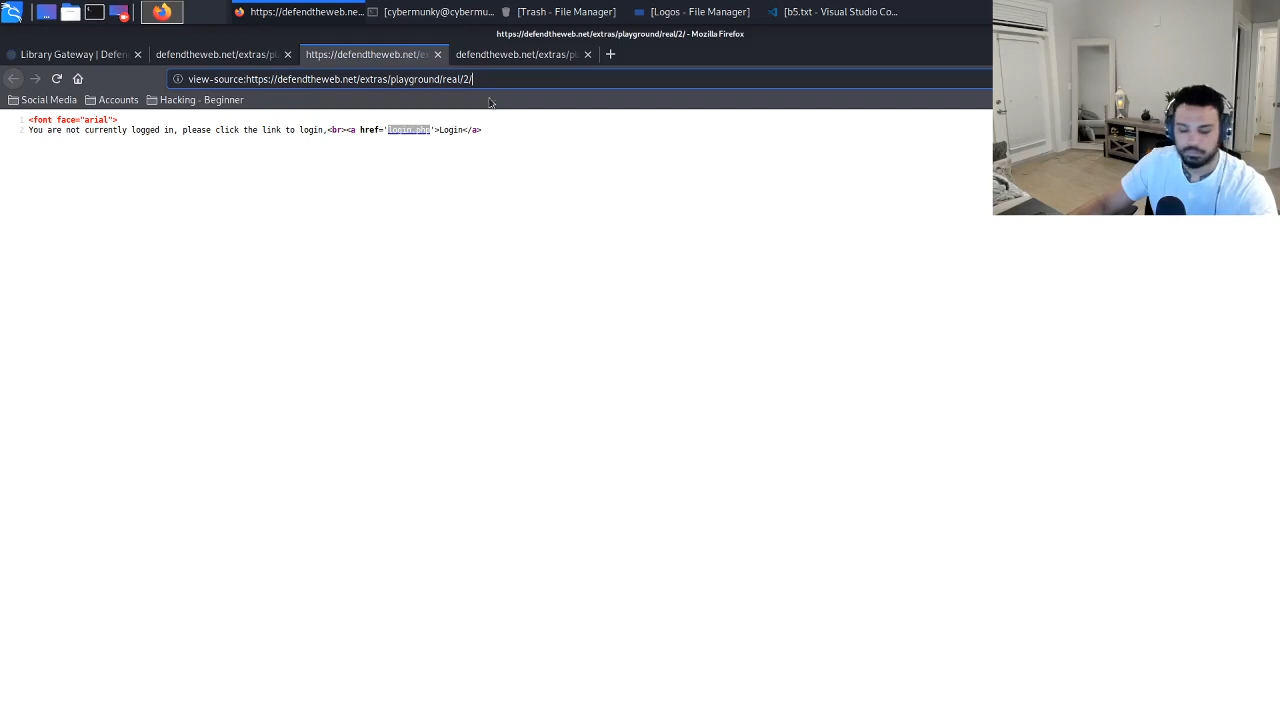 https://defendtheweb.ne...
[cybermunky@cybermu...
[Trash - File Manager]
[Logos - File Manager]
[b5.txt - Visual Studio Co...
https://defendtheweb.net/extras/playground/real/2/ - Mozilla Firefox
Library Gateway | Defen
defendtheweb.net/extras/pl
https://defendtheweb.net/ex
defendtheweb.net/extras/pl
view-source:https://defendtheweb.net/extras/playground/real/2/
Social Media
Accounts
Hacking - Beginner
1 <font face="arial">
2 You are not currently logged in, please click the link to login,<br><a href='login.php'>Login</a>